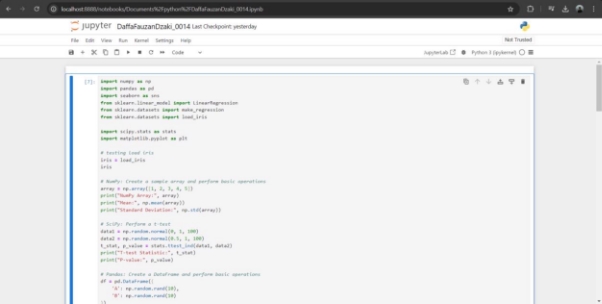 localhost:8888/notebooks/Documents%2Fpython%2FDaffaFauzanDzaki_0014.ipynb
jupyter DaffaFauzanDzaki_0014 Last Checkpoint: yesterday
File Edit View Run Kernel Settings Help
Not Trusted
Code
JupyterLab
Python 3 (ipykernel)
[7]: import numpy as np
import pandas as pd
import seaborn as sns
from sklearn.linear_model import LinearRegression
from sklearn.datasets import make_regression
from sklearn.datasets import load_iris
import scipy.stats as stats
import matplotlib.pyplot as plt
# testing load iris
iris = load_iris
iris
# NumPy: Create a sample array and perform basic operations
array = np.array([1, 2, 3, 4, 5])
print("NumPy Array:", array)
print("Mean:", np.mean(array))
print("Standard Deviation:", np.std(array))
# SciPy: Perform a t-test
data1 = np.random.normal(0, 1, 100)
data2 = np.random.normal(0.5, 1, 100)
t_stat, p_value = stats.ttest_ind(data1, data2)
print("T-test Statistic:", t_stat)
print("P-value:", p_value)
# Pandas: Create a DataFrame and perform basic operations
df = pd.DataFrame({
'A': np.random.rand(10),
'B': np.random.rand(10)
})